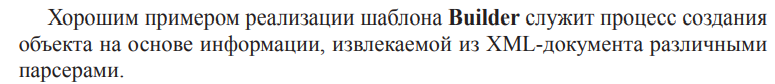 Хорошим примером реализации шаблона Builder служит процесс создания
объекта на основе информации, извлекаемой из XML-документа различными
парсерами.